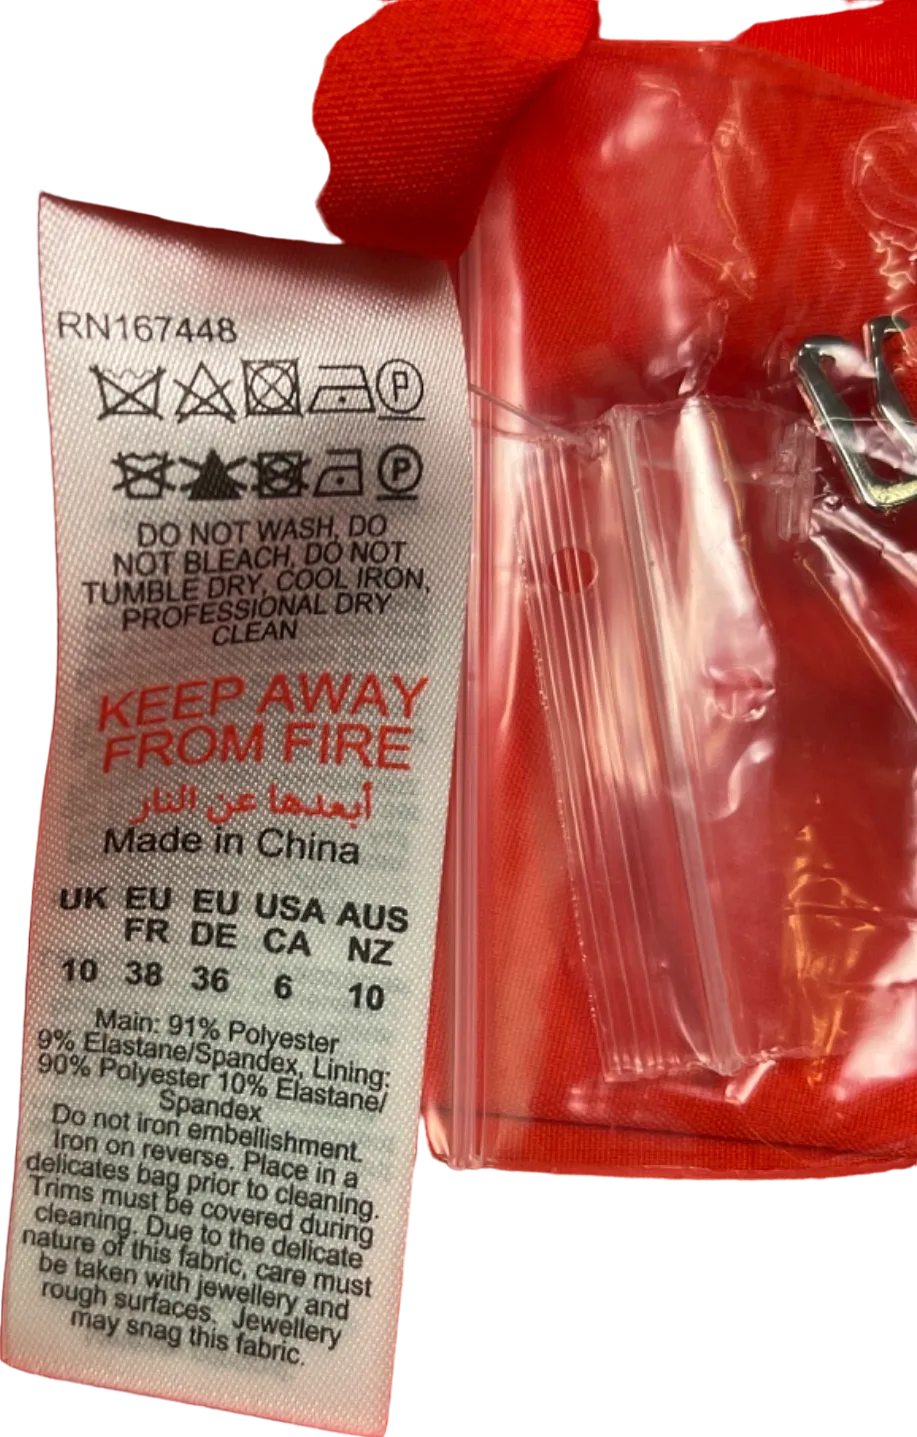 RN167448
P
P
DO NOT WASH, DO
NOT BLEACH, DO NOT
TUMBLE DRY, COOL IRON,
PROFESSIONAL DRY
CLEAN
KEEP AWAY
FROM FIRE
أبعدها عن النار
Made in China
UK EU EU USA AUS
FR DE CA NZ
10 38 36 6 10
Main: 91% Polyester
9% Elastane/Spandex, Lining:
90% Polyester 10% Elastane/
Spandex
Do not iron embellishment.
Iron on reverse. Place in a
delicates bag prior to cleaning.
Trims must be covered during
cleaning. Due to the delicate
nature of this fabric, care must
be taken with jewellery and
rough surfaces. Jewellery
may snag this fabric.